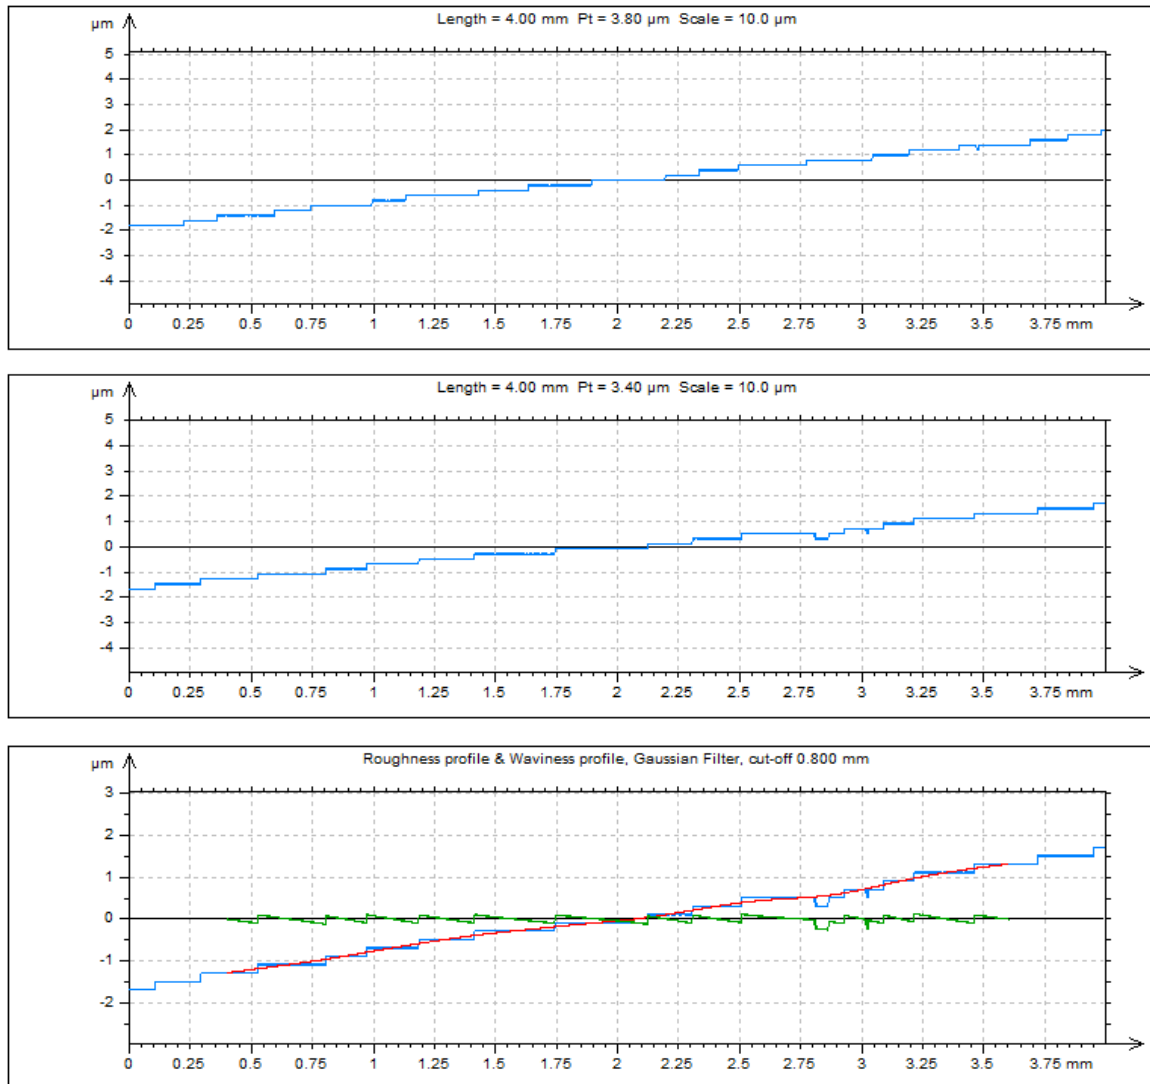 µm
Length = 4.00 mm Pt = 3.80 µm Scale = 10.0 µm
5
4
3
2
1
0
-1
-2
-3
-4
0 0.25 0.5 0.75 1 1.25 1.5 1.75 2 2.25 2.5 2.75 3 3.25 3.5 3.75 mm
µm
Length = 4.00 mm Pt = 3.40 µm Scale = 10.0 µm
5
4
3
2
1
0
-1
-2
-3
-4
0 0.25 0.5 0.75 1 1.25 1.5 1.75 2 2.25 2.5 2.75 3 3.25 3.5 3.75 mm
µm
Roughness profile & Waviness profile, Gaussian Filter, cut-off 0.800 mm
3
2
1
0
-1
-2
0 0.25 0.5 0.75 1 1.25 1.5 1.75 2 2.25 2.5 2.75 3 3.25 3.5 3.75 mm